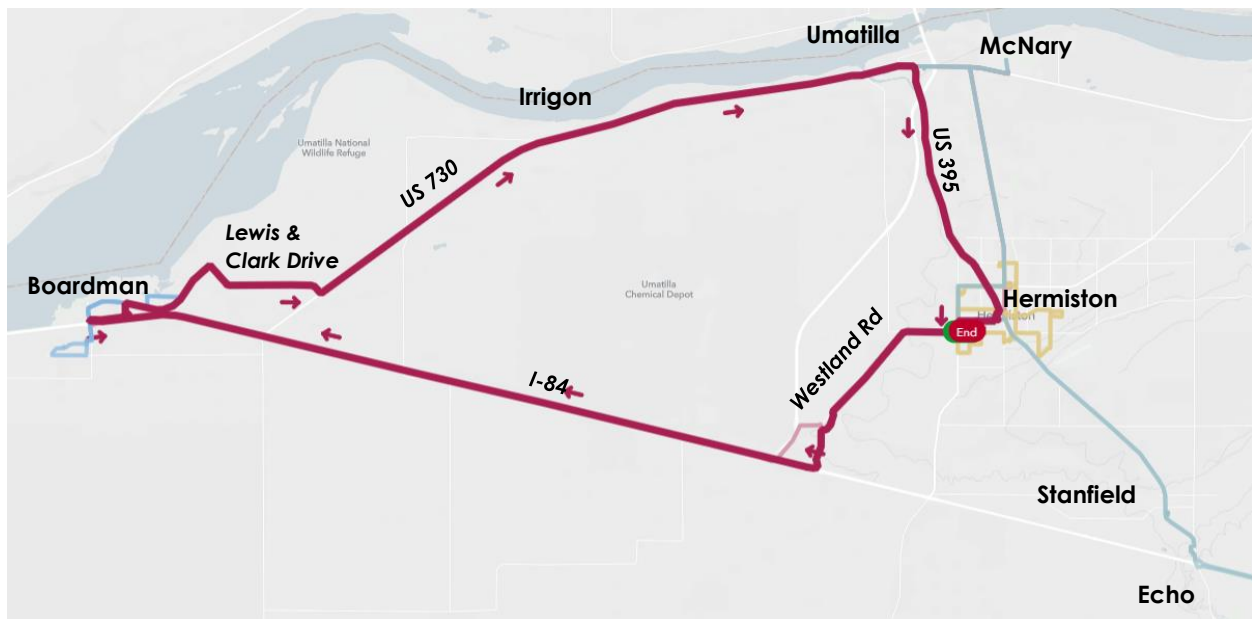 Umatilla
McNary
Irrigon
Umatilla National
Wildlife Refuge
US 730
US 395
Lewis &
Clark Drive
Boardman
Umatilla
Chemical Depot
Hermiston
End
Westland Rd
I-84
Stanfield
Echo